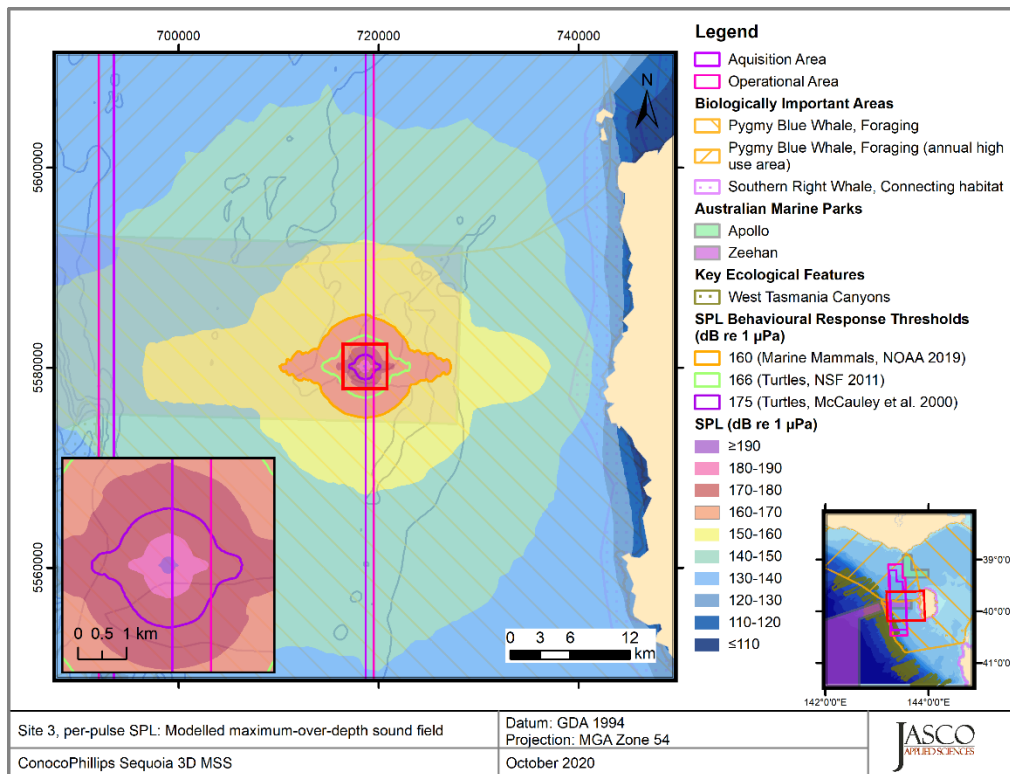 700000
720000
740000
5600000
5580000
5560000
N
0 0.5 1 km
0 3 6 12
km
Legend
Aquisition Area
Operational Area
Biologically Important Areas
Pygmy Blue Whale, Foraging
Pygmy Blue Whale, Foraging (annual high
use area)
Southern Right Whale, Connecting habitat
Australian Marine Parks
Apollo
Zeehan
Key Ecological Features
West Tasmania Canyons
SPL Behavioural Response Thresholds
(dB re 1 µPa)
160 (Marine Mammals, NOAA 2019)
166 (Turtles, NSF 2011)
175 (Turtles, McCauley et al. 2000)
SPL (dB re 1 µPa)
≥190
180-190
170-180
160-170
150-160
140-150
130-140
120-130
110-120
≤110
39°0'0"
40°0'0"
41°0'0"
142°0'0"
144°0'0"
Site 3, per-pulse SPL: Modelled maximum-over-depth sound field
ConocoPhillips Sequoia 3D MSS
Datum: GDA 1994
Projection: MGA Zone 54
October 2020
JASCO
APPLIED SCIENCES